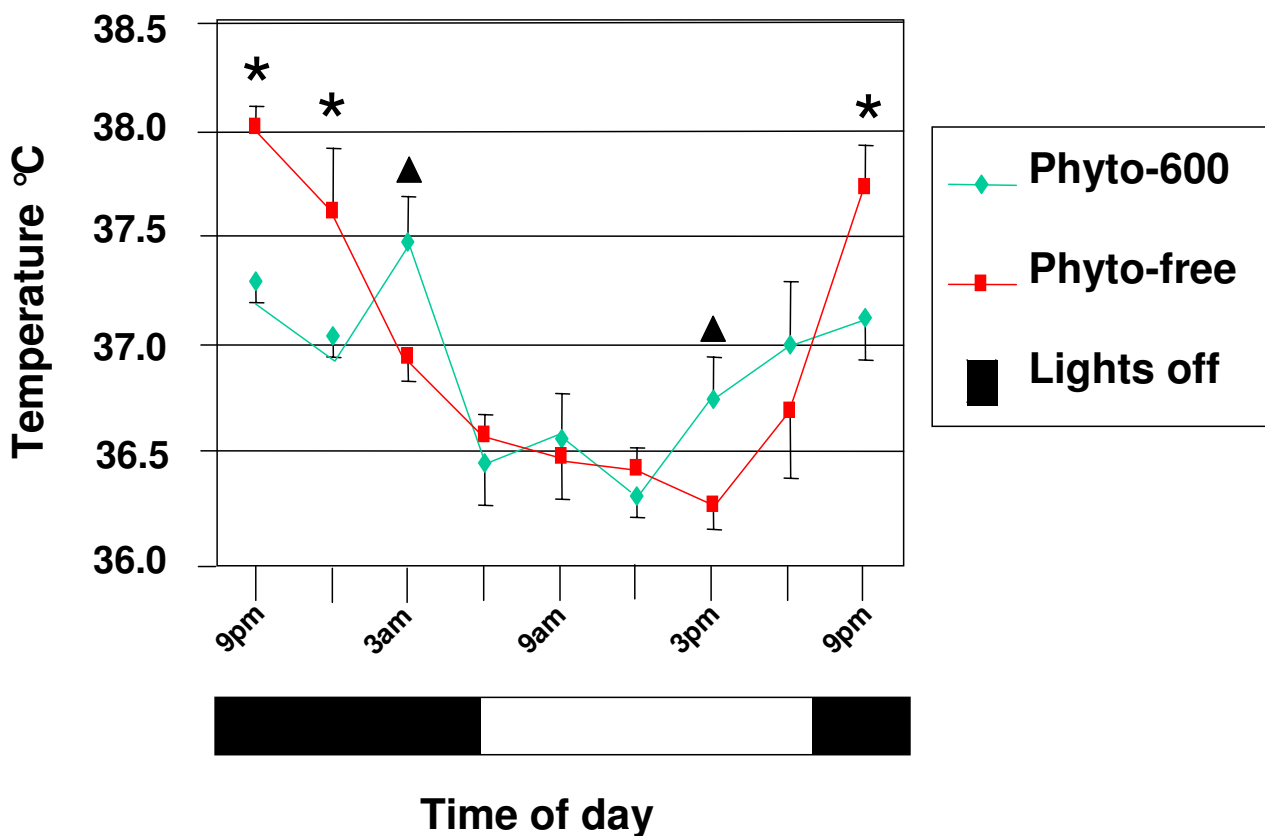 Temperature °C
38.5
38.0
37.5
37.0
36.5
36.0
*
*
*
9pm
3am
9am
3pm
9pm
Time of day
Phyto-600
Phyto-free
Lights off